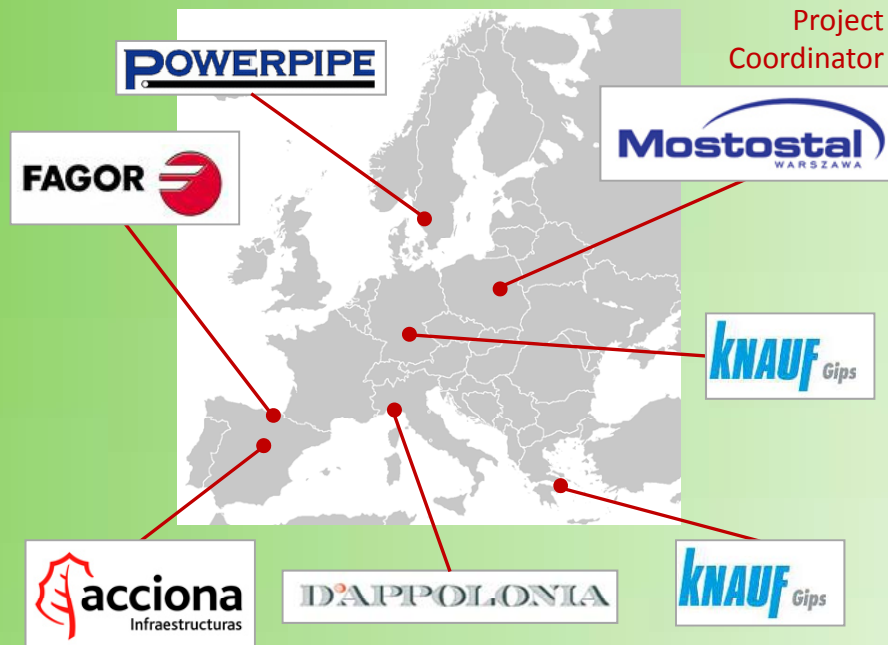 Project
Coordinator
POWERPIPE
Mostostal
WARSZAWA
FAGOR
KNAUF Gips
acciona
Infraestructuras
D'APPOLONIA
KNAUF Gips